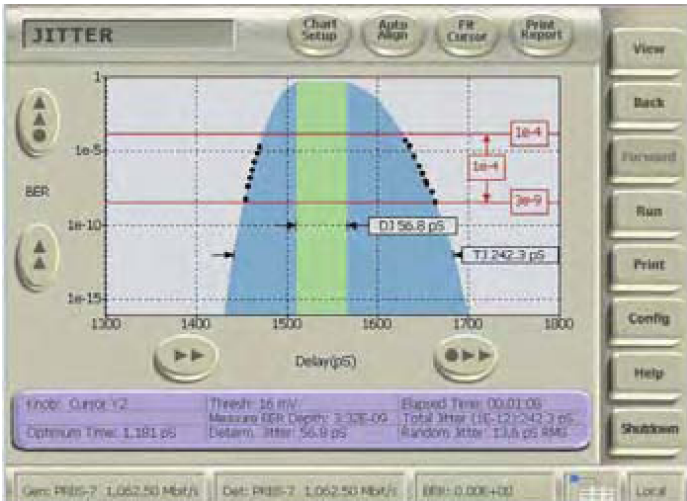 JITTER
Chart Setup
Auto Align
Fit Cursor
Print Report
View
Back
Forward
Run
Print
Config
Help
Shutdown
BER
1
1e-5
1e-10
1e-15
1e-4
1e-4
3e-9
DJ 56.8 pS
TJ 242.3 pS
1300
1400
1500
1600
1700
1800
Delay(pS)
Knob: Cursor Y2
Thresh: 16 mV
Elapsed Time: 00:01:06
Measure BER Depth: 3.32E-09
Total Jitter (1E-12):242.3 pS
Optimum Time: 1,181 pS
Determ. Jitter: 56.8 pS
Random Jitter: 13.6 pS RMS
Gen: PRBS-7 1,062.50 Mbit/s
Det: PRBS-7 1,062.50 Mbit/s
BER: 0.00E+00
Local